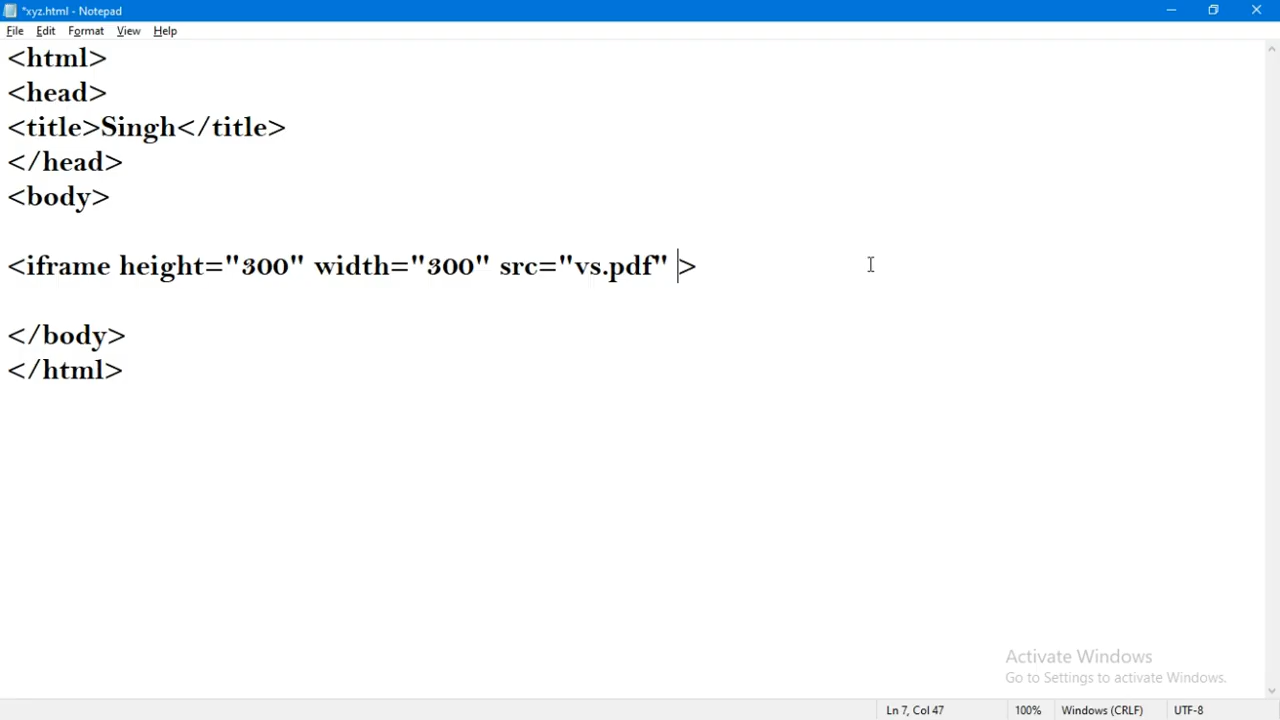 *xyz.html - Notepad
File Edit Format View Help
<html>
<head>
<title>Singh</title>
</head>
<body>
<iframe height="300" width="300" src="vs.pdf" >
</body>
</html>
Activate Windows
Go to Settings to activate Windows.
Ln 7, Col 47 100% Windows (CRLF) UTF-8